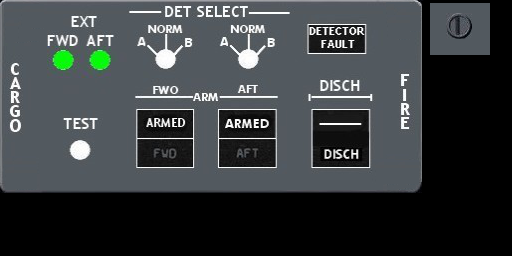 DET SELECT
EXT
FWD AFT
NORM
A B
NORM
A B
DETECTOR
FAULT
CARGO
FIRE
FWO ARM AFT
DISCH
TEST
ARMED
FWD
ARMED
AFT
DISCH